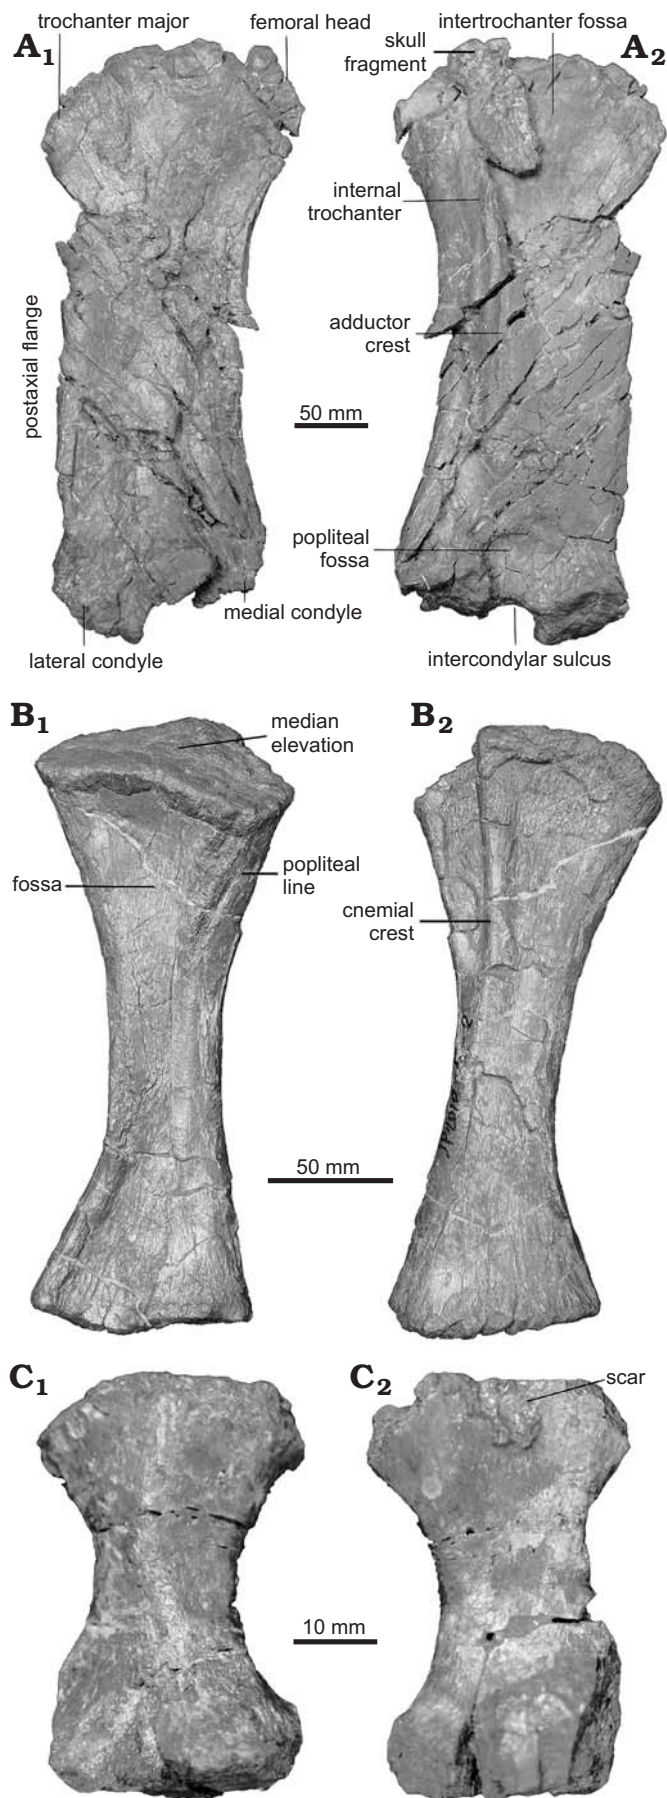 trochanter major
femoral head
intertrochanter fossa
A1
skull
fragment
A2
internal
trochanter
postaxial flange
adductor
crest
50 mm
popliteal
fossa
medial condyle
lateral condyle
intercondylar sulcus
B1
median
elevation
B2
fossa
popliteal
line
cnemial
crest
50 mm
C1
C2
scar
10 mm